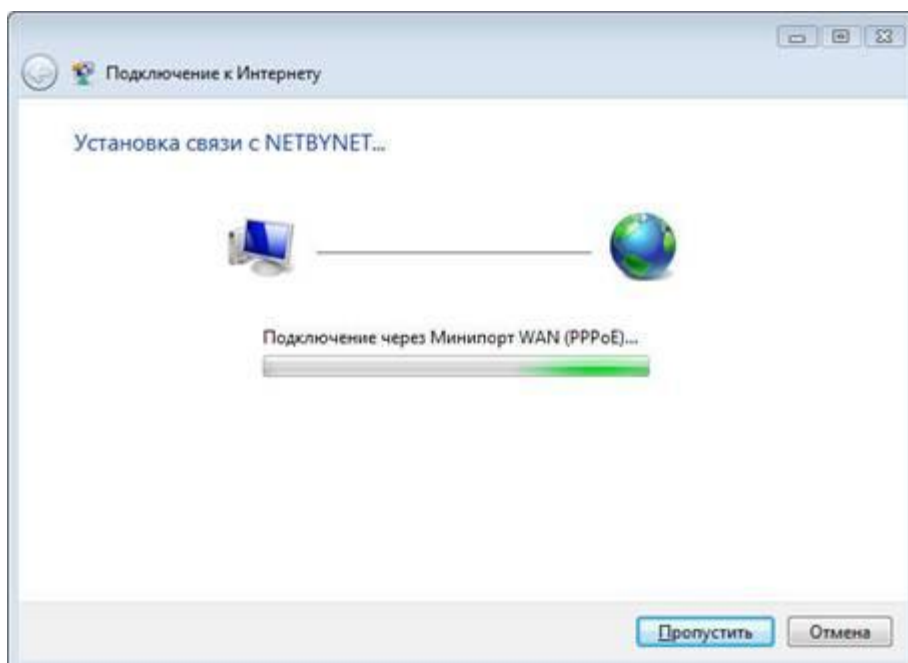 Подключение к Интернету
Установка связи с NETBYNET...
Подключение через Минипорт WAN (PPPoE)...
Пропустить
Отмена